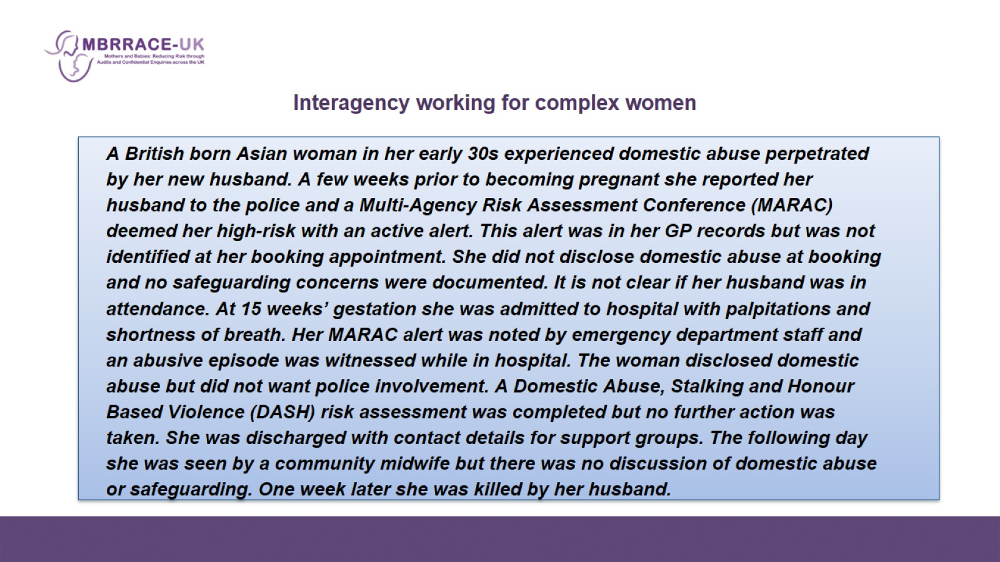 MBRRACE-UK
Mothers and Babies: Reducing Risk through
Audits and Confidential Enquiries across the UK
Interagency working for complex women
A British born Asian woman in her early 30s experienced domestic abuse perpetrated
by her new husband. A few weeks prior to becoming pregnant she reported her
husband to the police and a Multi-Agency Risk Assessment Conference (MARAC)
deemed her high-risk with an active alert. This alert was in her GP records but was not
identified at her booking appointment. She did not disclose domestic abuse at booking
and no safeguarding concerns were documented. It is not clear if her husband was in
attendance. At 15 weeks’ gestation she was admitted to hospital with palpitations and
shortness of breath. Her MARAC alert was noted by emergency department staff and
an abusive episode was witnessed while in hospital. The woman disclosed domestic
abuse but did not want police involvement. A Domestic Abuse, Stalking and Honour
Based Violence (DASH) risk assessment was completed but no further action was
taken. She was discharged with contact details for support groups. The following day
she was seen by a community midwife but there was no discussion of domestic abuse
or safeguarding. One week later she was killed by her husband.